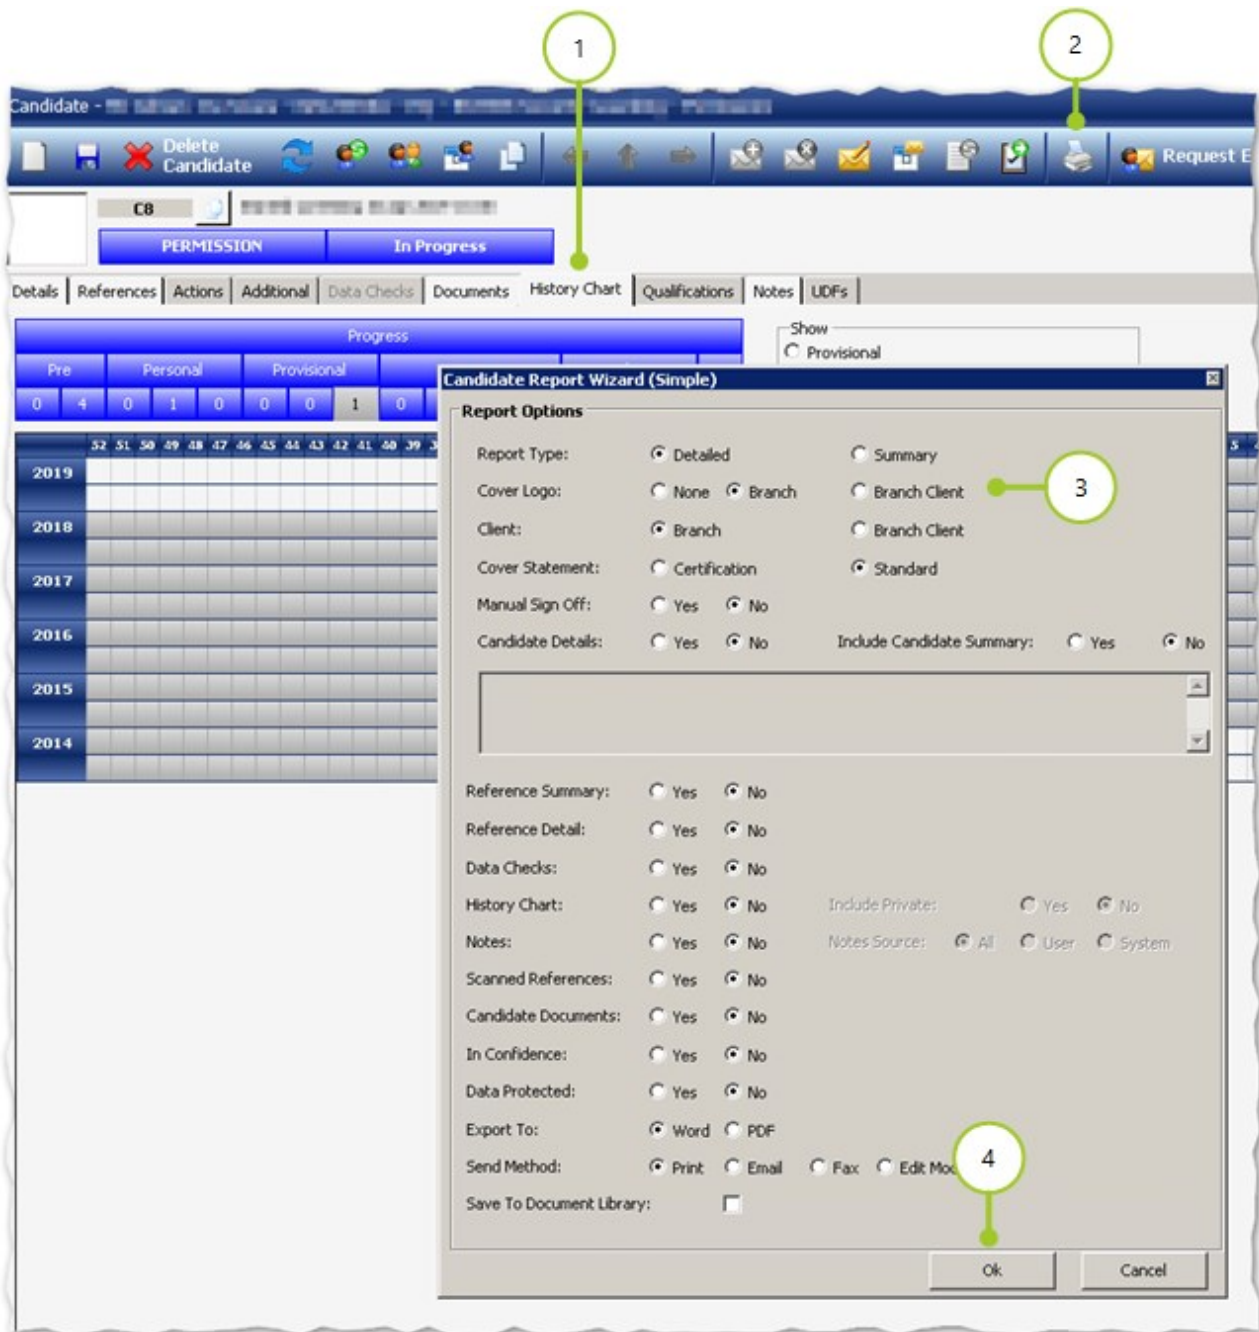 1
2
Candidate -
Delete
Candidate
Request E
C8
PERMISSION In Progress
Details References Actions Additional Data Checks Documents History Chart Qualifications Notes UDFs
Progress
Show
Provisional
Pre Personal Provisional
0 4 0 1 0 0 0 1 0
Candidate Report Wizard (Simple)
Report Options
52 51 50 49 48 47 46 45 44 43 42 41 40 39
2019
2018
2017
2016
2015
2014
Report Type: Detailed Summary
Cover Logo: None Branch Branch Client
3
Client: Branch Branch Client
Cover Statement: Certification Standard
Manual Sign Off: Yes No
Candidate Details: Yes No Include Candidate Summary: Yes No
Reference Summary: Yes No
Reference Detail: Yes No
Data Checks: Yes No
History Chart: Yes No Include Private: Yes No
Notes: Yes No Notes Source: All User System
Scanned References: Yes No
Candidate Documents: Yes No
In Confidence: Yes No
Data Protected: Yes No
Export To: Word PDF
Send Method: Print Email Fax Edit Mo
4
Save To Document Library:
Ok Cancel